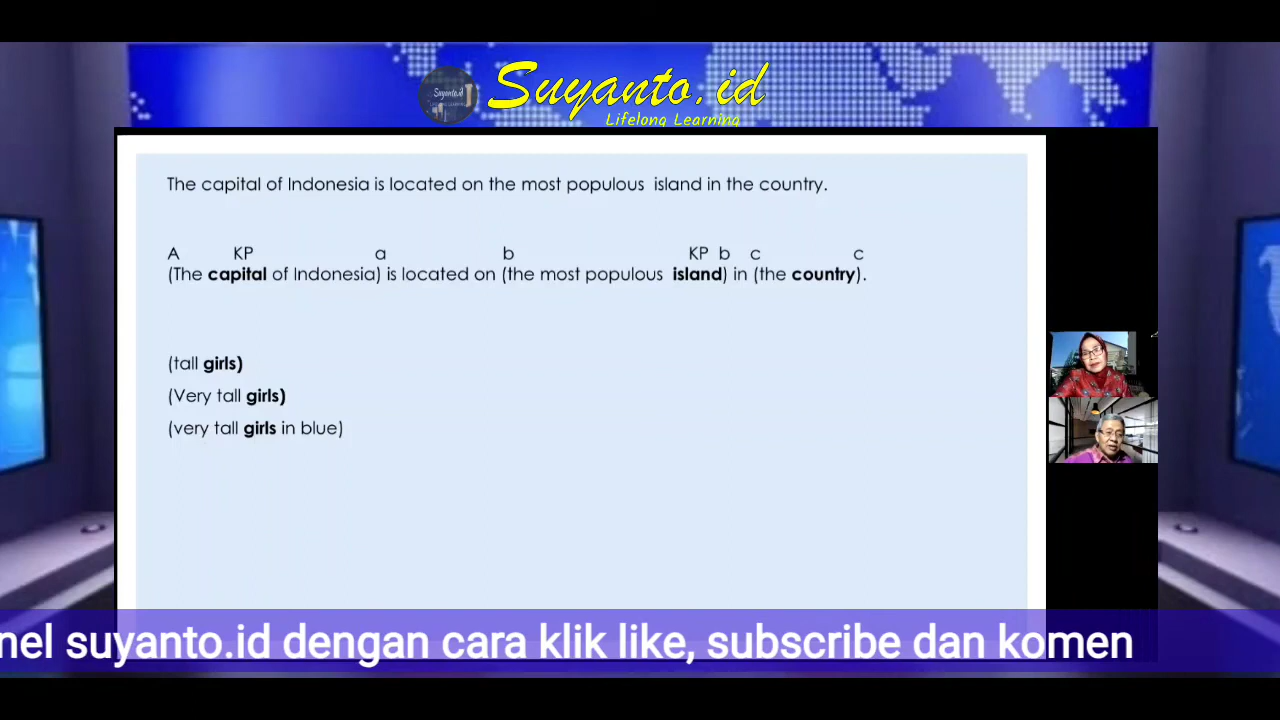 Suyanto.id
Suyanto.id
Lifelong Learning
The capital of Indonesia is located on the most populous island in the country.
A KP a b KP b c c
(The capital of Indonesia) is located on (the most populous island) in (the country).
(tall girls)
(Very tall girls)
(very tall girls in blue)
nel suyanto.id dengan cara klik like, subscribe dan komen